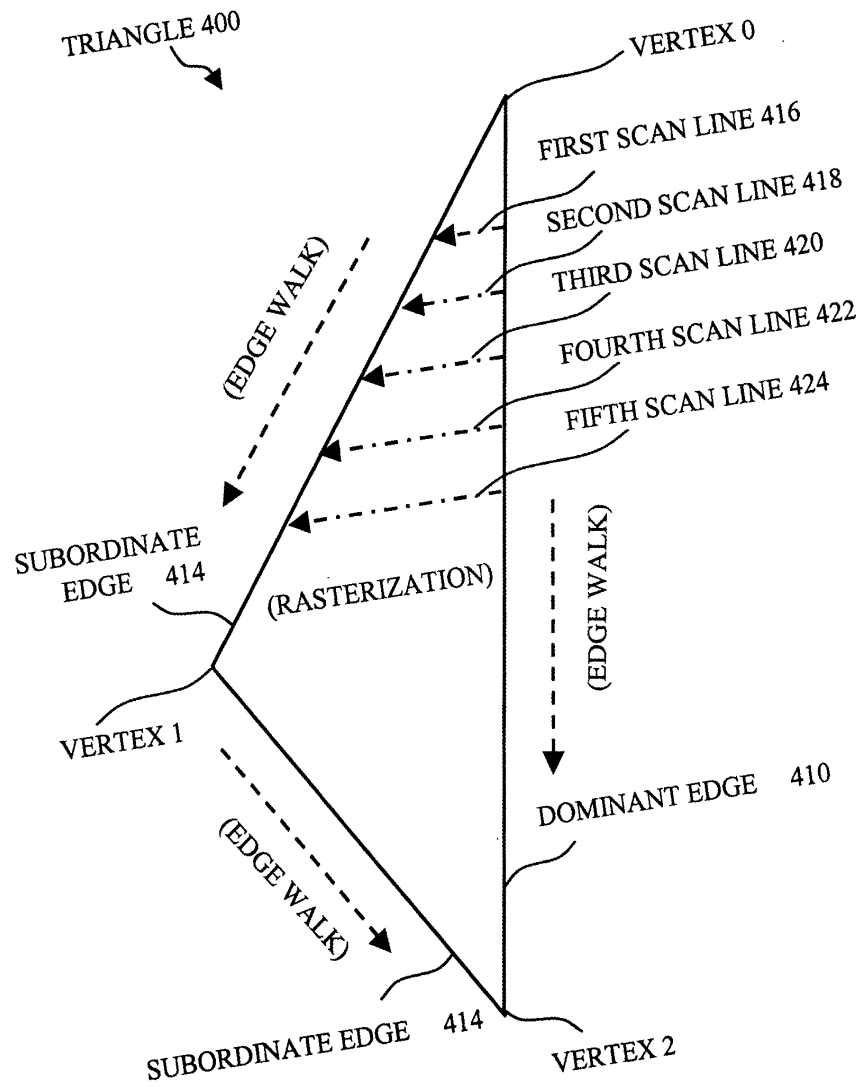 TRIANGLE 400
VERTEX 0
FIRST SCAN LINE 416
SECOND SCAN LINE 418
THIRD SCAN LINE 420
FOURTH SCAN LINE 422
FIFTH SCAN LINE 424
(EDGE WALK)
SUBORDINATE
EDGE 414
(RASTERIZATION)
(EDGE WALK)
VERTEX 1
DOMINANT EDGE 410
(EDGE WALK)
SUBORDINATE EDGE 414
VERTEX 2